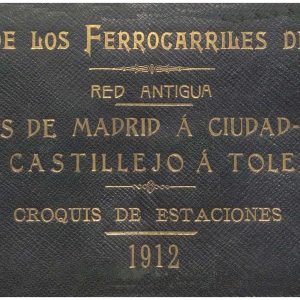 DE LOS FERROCARRILES DE
RED ANTIGUA
S DE MADRID Á CIUDAD-
CASTILLEJO Á TOLE
CROQUIS DE ESTACIONES
1912